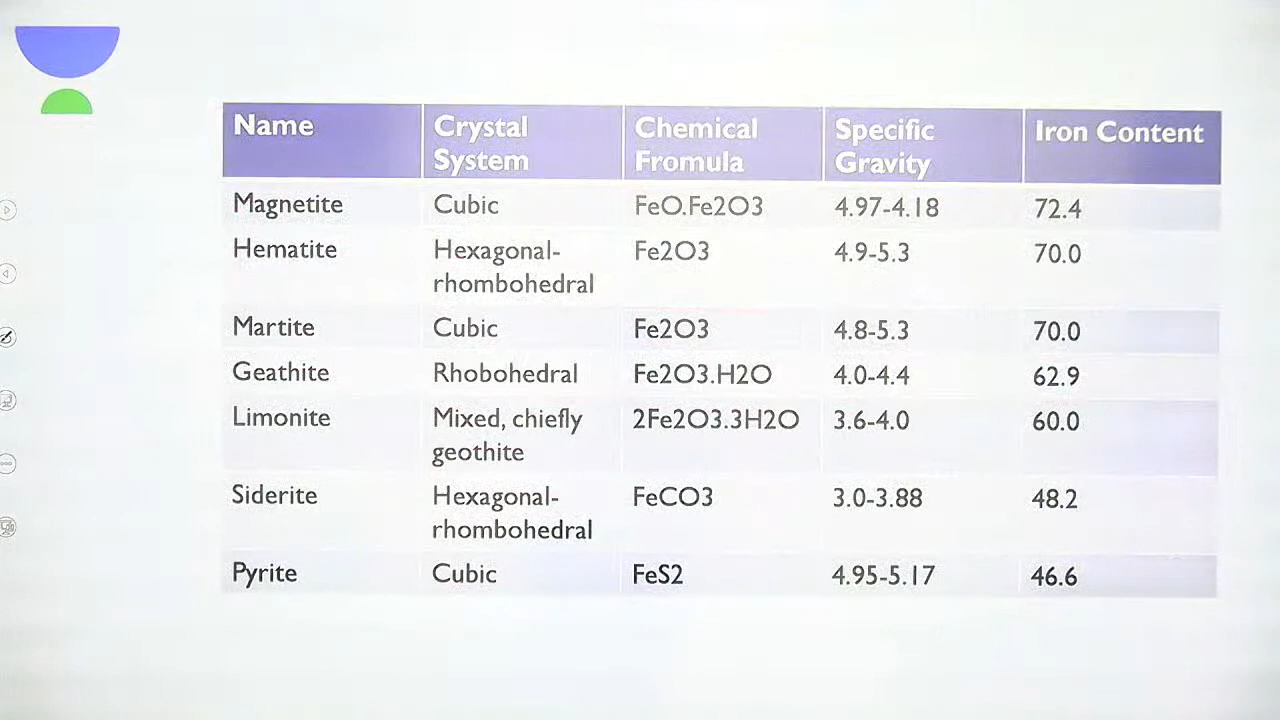 Name Crystal System Chemical Fromula Specific Gravity Iron Content
Magnetite Cubic FeO.Fe2O3 4.97-4.18 72.4
Hematite Hexagonal-rhombohedral Fe2O3 4.9-5.3 70.0
Martite Cubic Fe2O3 4.8-5.3 70.0
Geathite Rhobohedral Fe2O3.H2O 4.0-4.4 62.9
Limonite Mixed, chiefly geothite 2Fe2O3.3H2O 3.6-4.0 60.0
Siderite Hexagonal-rhombohedral FeCO3 3.0-3.88 48.2
Pyrite Cubic FeS2 4.95-5.17 46.6